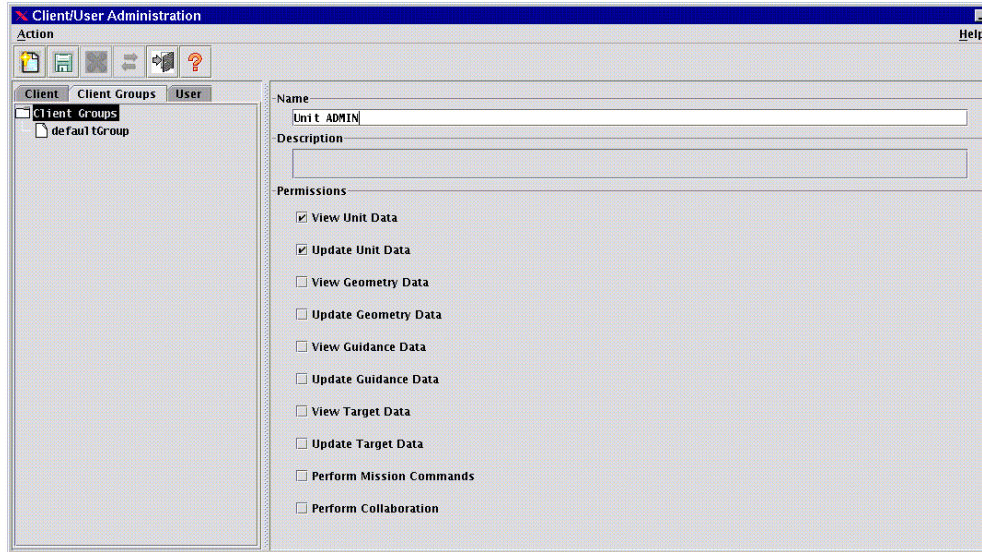 Client/User Administration
Action
Help
Client Client Groups User
Client Groups
defaultGroup
Name
Unit ADMIN
Description
Permissions
View Unit Data
Update Unit Data
View Geometry Data
Update Geometry Data
View Guidance Data
Update Guidance Data
View Target Data
Update Target Data
Perform Mission Commands
Perform Collaboration